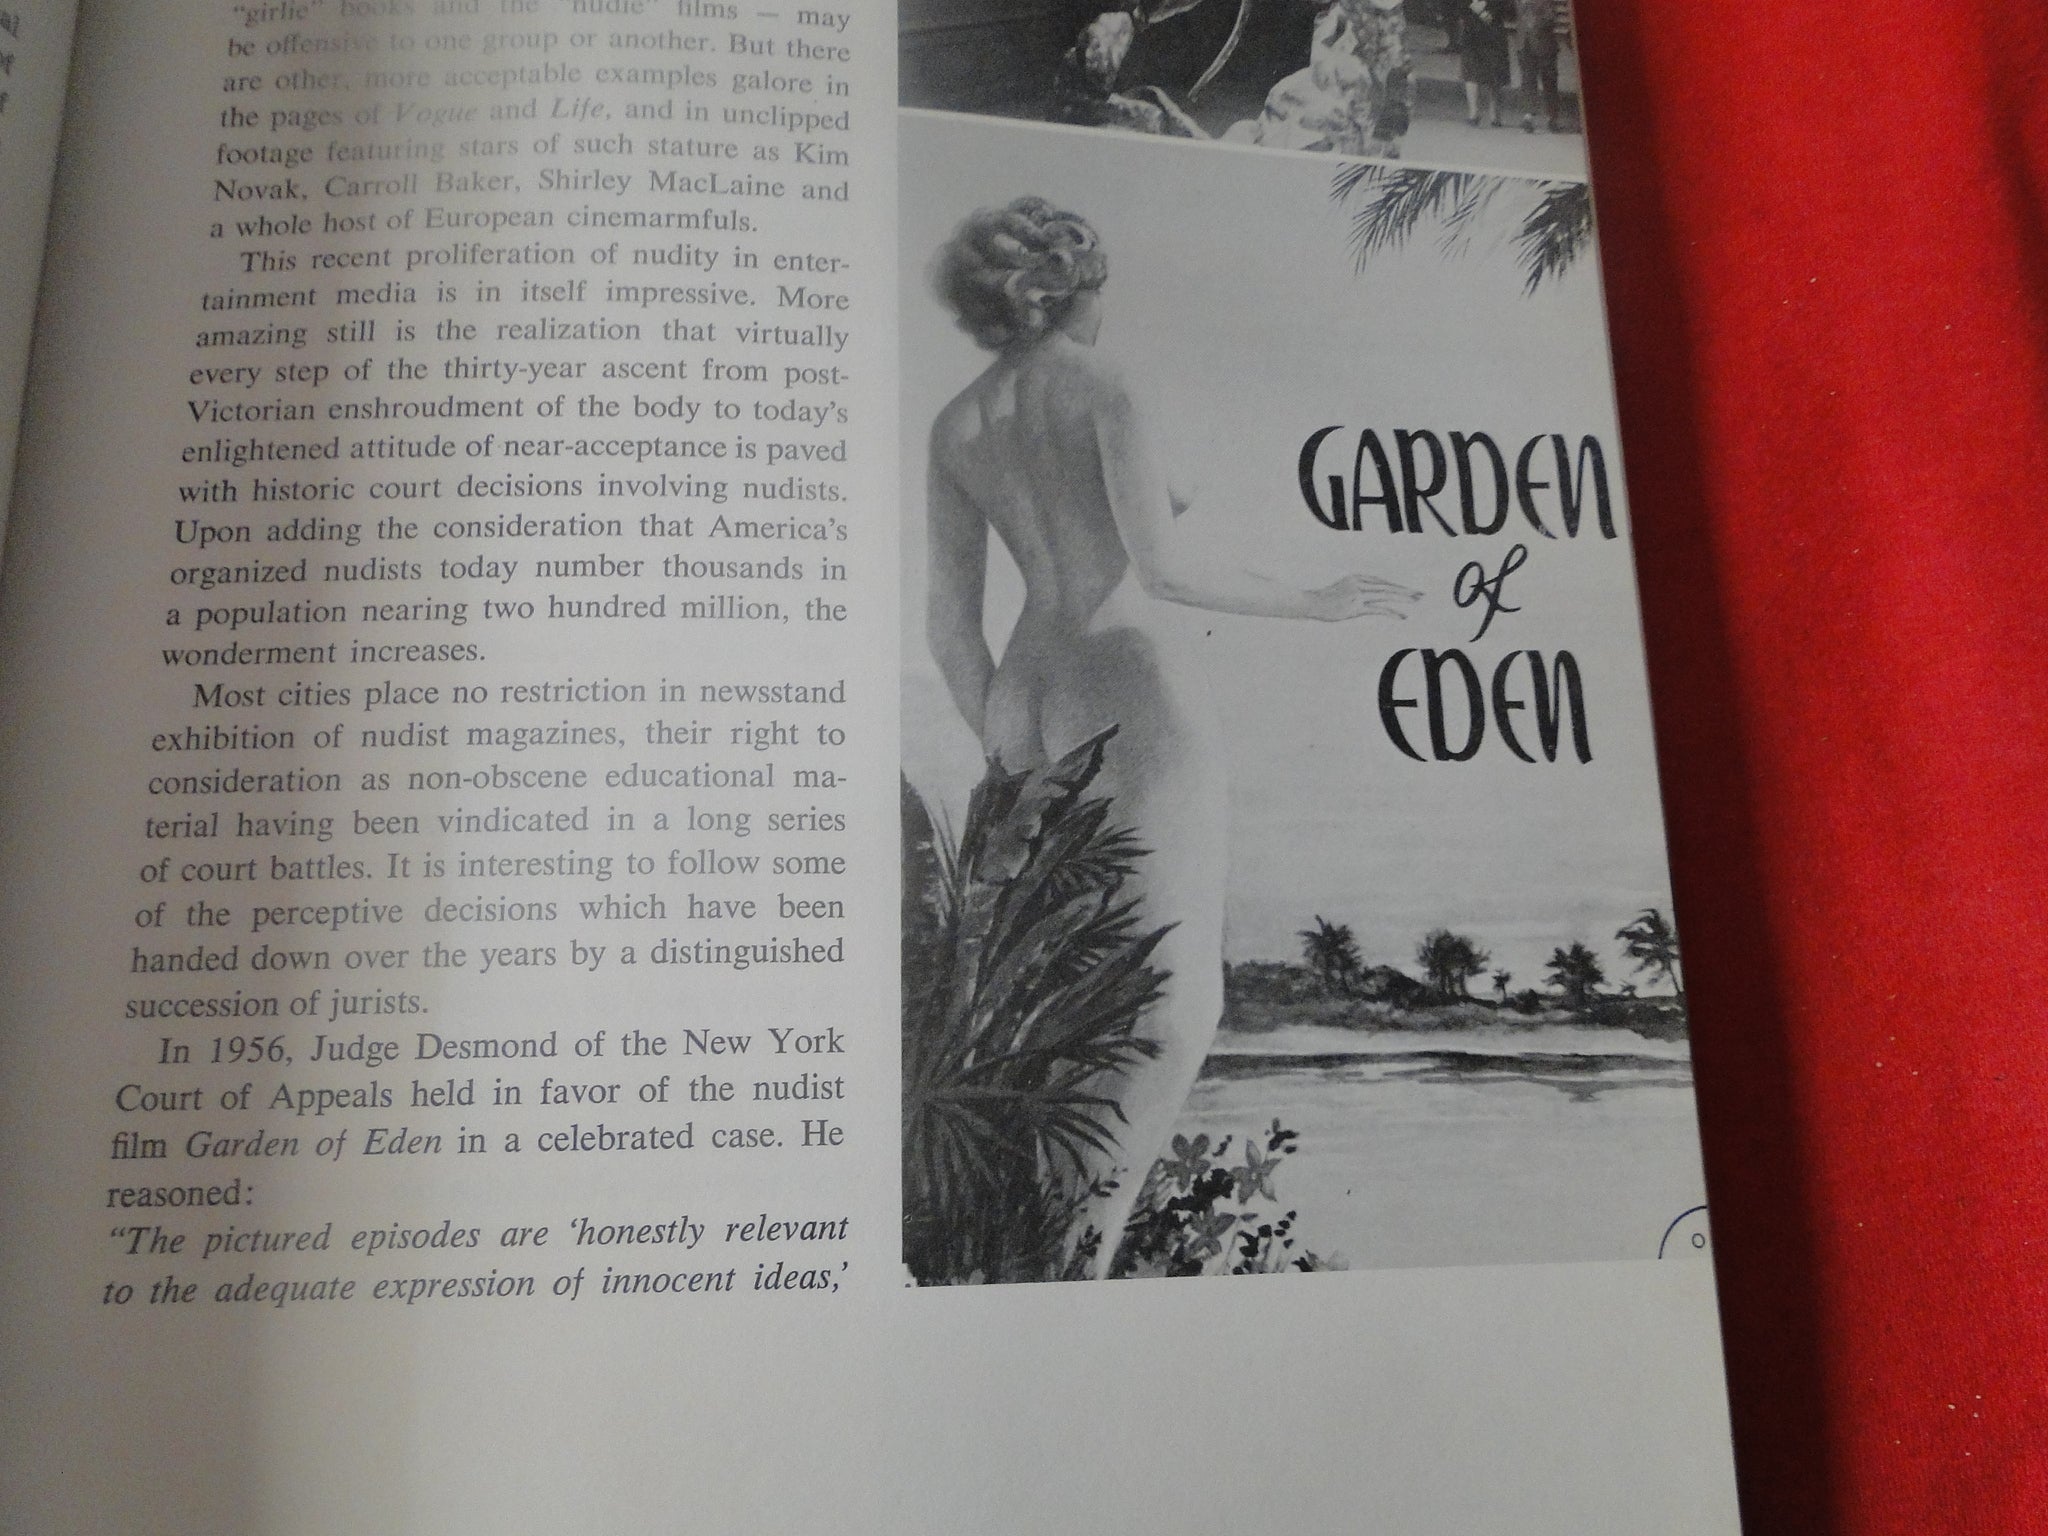 "girlie" books and the "nudie" films — may
be offensive to one group or another. But there
are other, more acceptable examples galore in
the pages of Vogue and Life, and in unclipped
footage featuring stars of such stature as Kim
Novak, Carroll Baker, Shirley MacLaine and
a whole host of European cinemarmfuls.
This recent proliferation of nudity in enter-
tainment media is in itself impressive. More
amazing still is the realization that virtually
every step of the thirty-year ascent from post-
Victorian enshroudment of the body to today's
enlightened attitude of near-acceptance is paved
with historic court decisions involving nudists.
Upon adding the consideration that America's
organized nudists today number thousands in
a population nearing two hundred million, the
wonderment increases.
Most cities place no restriction in newsstand
exhibition of nudist magazines, their right to
consideration as non-obscene educational ma-
terial having been vindicated in a long series
of court battles. It is interesting to follow some
of the perceptive decisions which have been
handed down over the years by a distinguished
succession of jurists.
In 1956, Judge Desmond of the New York
Court of Appeals held in favor of the nudist
film Garden of Eden in a celebrated case. He
reasoned:
"The pictured episodes are 'honestly relevant
to the adequate expression of innocent ideas,'
GARDEN
of
EDEN